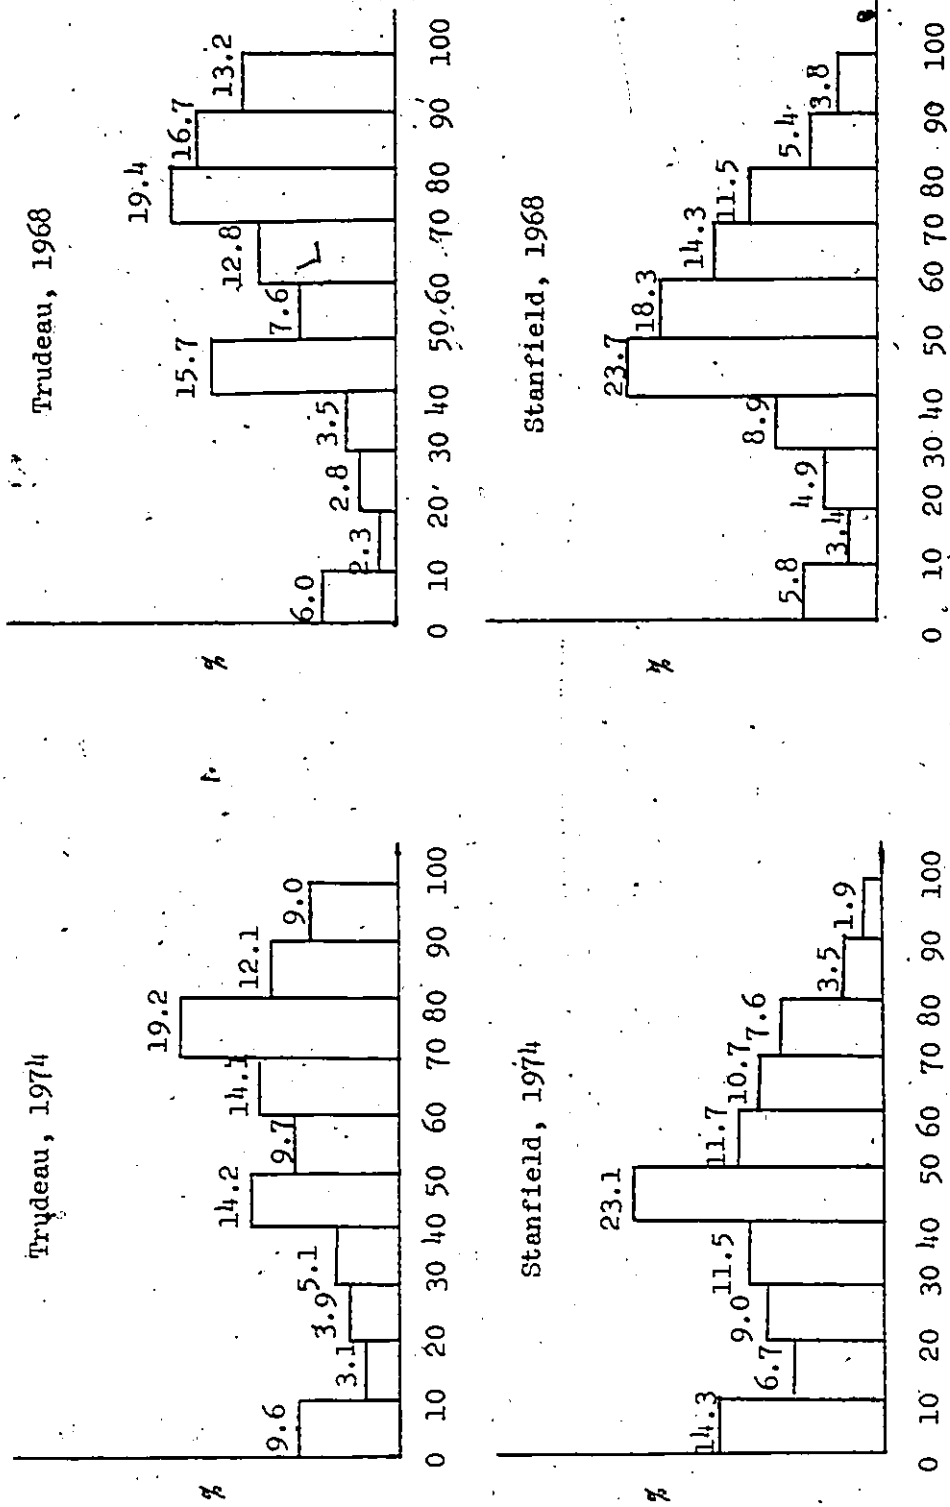 Trudeau, 1974
%
9.6 3.1 3.9 5.1 14.2 9.7 14.1 19.2 12.1 9.0
0 10 20 30 40 50 60 70 80 90 100
Trudeau, 1968
%
6.0 2.3 2.8 3.5 15.7 7.6 12.8 19.4 16.7 13.2
0 10 20 30 40 50 60 70 80 90 100
Stanfield, 1974
%
14.3 6.7 9.0 11.5 23.1 11.7 10.7 7.6 3.5 1.9
0 10 20 30 40 50 60 70 80 90 100
Stanfield, 1968
%
5.8 3.4 4.9 8.9 23.7 18.3 14.3 11.5 5.4 3.8
0 10 20 30 40 50 60 70 80 90 100